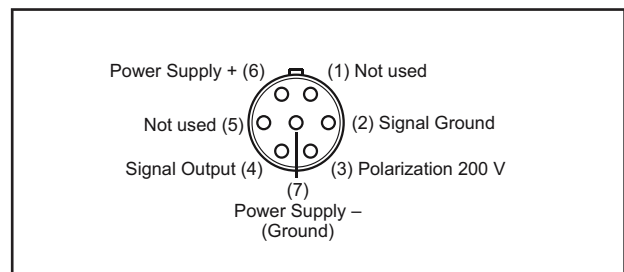 Power Supply + (6)
(1) Not used
Not used (5)
(2) Signal Ground
Signal Output (4)
(3) Polarization 200 V
(7)
Power Supply –
(Ground)